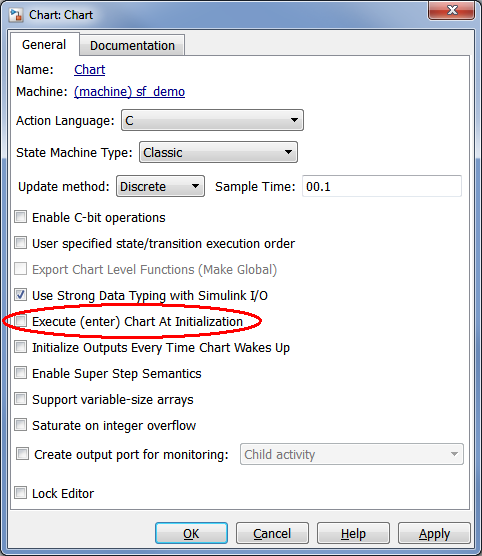 Chart: Chart
General Documentation
Name: Chart
Machine: (machine) sf_demo
Action Language: C
State Machine Type: Classic
Update method: Discrete Sample Time: 00.1
Enable C-bit operations
User specified state/transition execution order
Export Chart Level Functions (Make Global)
Use Strong Data Typing with Simulink I/O
Execute (enter) Chart At Initialization
Initialize Outputs Every Time Chart Wakes Up
Enable Super Step Semantics
Support variable-size arrays
Saturate on integer overflow
Create output port for monitoring: Child activity
Lock Editor
OK Cancel Help Apply